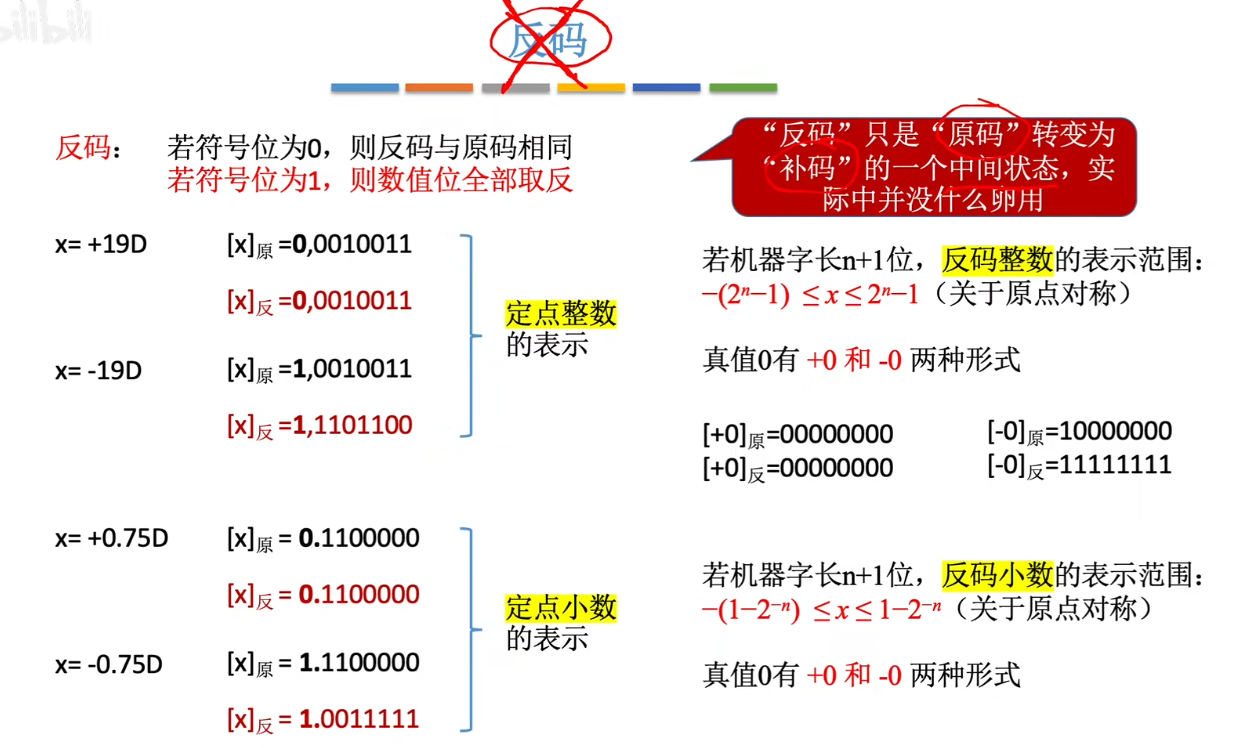 bilibili
反码
反码： 若符号位为0，则反码与原码相同
若符号位为1，则数值位全部取反
“反码”只是“原码”转变为
“补码”的一个中间状态，实
际中并没什么卵用
x= +19D [x]原 =0,0010011
[x]反 =0,0010011
x= -19D [x]原 =1,0010011
[x]反 =1,1101100
定点整数
的表示
x= +0.75D [x]原 = 0.1100000
[x]反 = 0.1100000
x= -0.75D [x]原 = 1.1100000
[x]反 = 1.0011111
定点小数
的表示
若机器字长n+1位，反码整数的表示范围：
−(2ⁿ−1) ≤ x ≤ 2ⁿ−1（关于原点对称）
真值0有 +0 和 -0 两种形式
[+0]原=00000000 [-0]原=10000000
[+0]反=00000000 [-0]反=11111111
若机器字长n+1位，反码小数的表示范围：
−(1−2⁻ⁿ) ≤ x ≤ 1−2⁻ⁿ（关于原点对称）
真值0有 +0 和 -0 两种形式